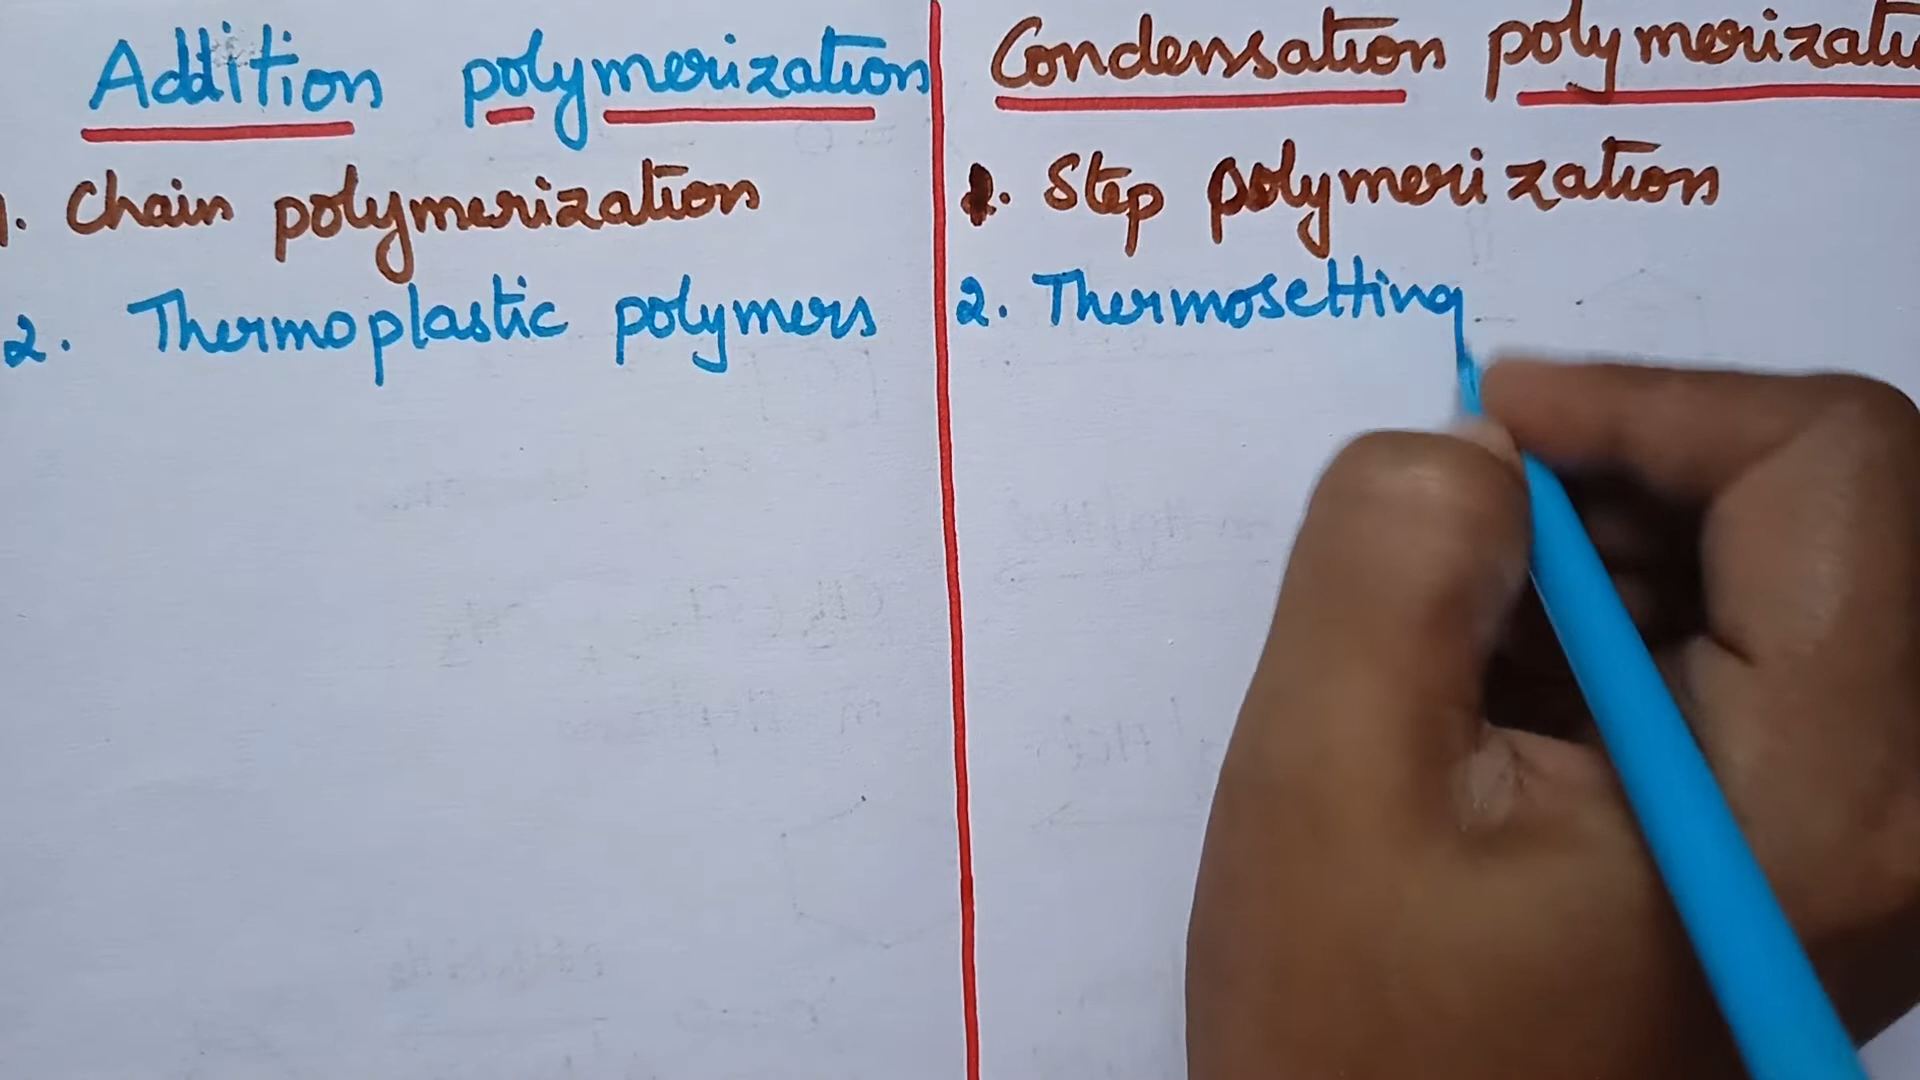 Addition polymerization
1. Chain polymerization
2. Thermoplastic polymers
Condensation polymerizati
1. Step polymerization
2. Thermosetting